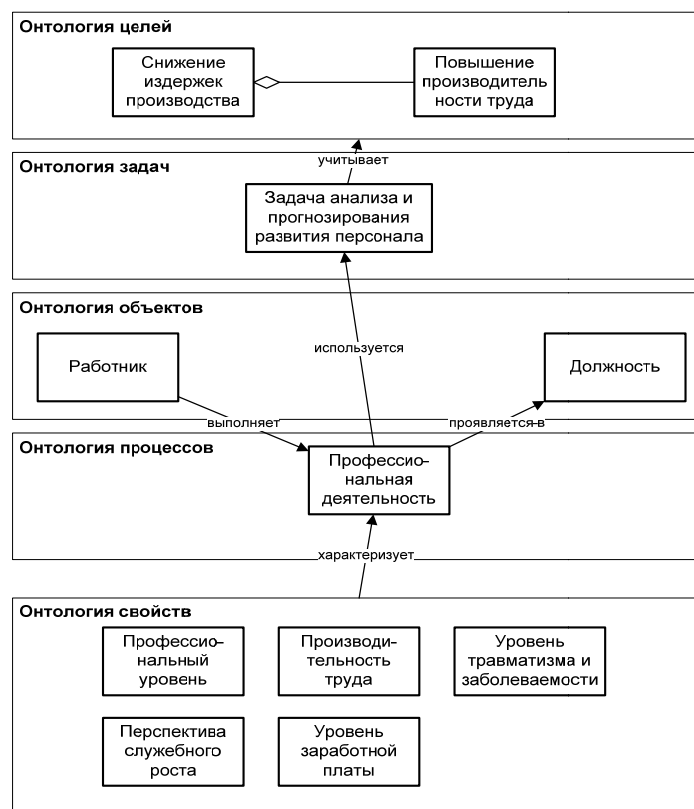 Онтология целей
Снижение
издержек
производства
Повышение
производитель
ности труда
учитывает
Онтология задач
Задача анализа и
прогнозирования
развития персонала
Онтология объектов
Работник
используется
Должность
выполняет
проявляется в
Онтология процессов
Профессио–
нальная
деятельность
характеризует
Онтология свойств
Профессио–
нальный
уровень
Производи-
тельность
труда
Уровень
травматизма и
заболеваемости
Перспектива
служебного
роста
Уровень
заработной
платы